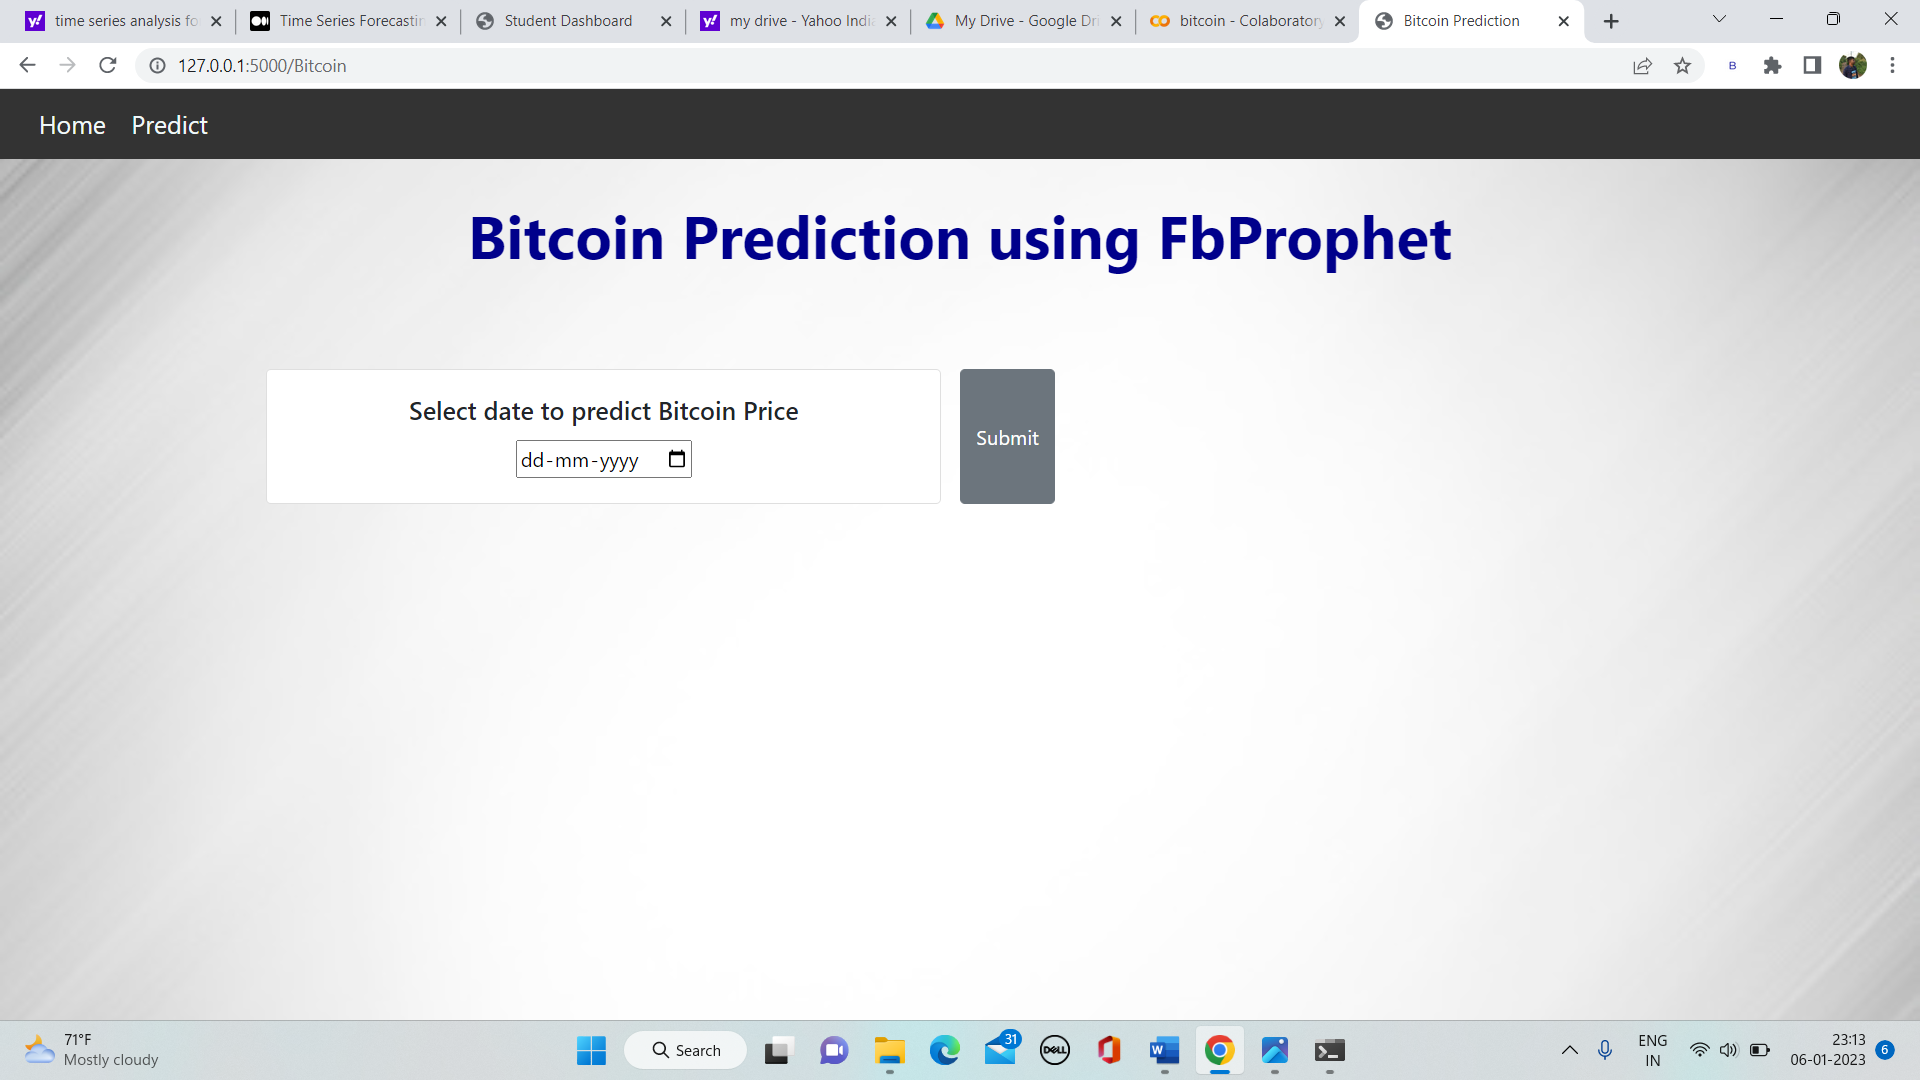 time series analysis fo
Time Series Forecastin
Student Dashboard
my drive - Yahoo Indi
My Drive - Google Dri
bitcoin - Colaboratory
Bitcoin Prediction
127.0.0.1:5000/Bitcoin
B
Home Predict
Bitcoin Prediction using FbProphet
Select date to predict Bitcoin Price
dd-mm-yyyy
Submit
71°F
Mostly cloudy
Search
31
DELL
W
ENG
IN
23:13
06-01-2023
6